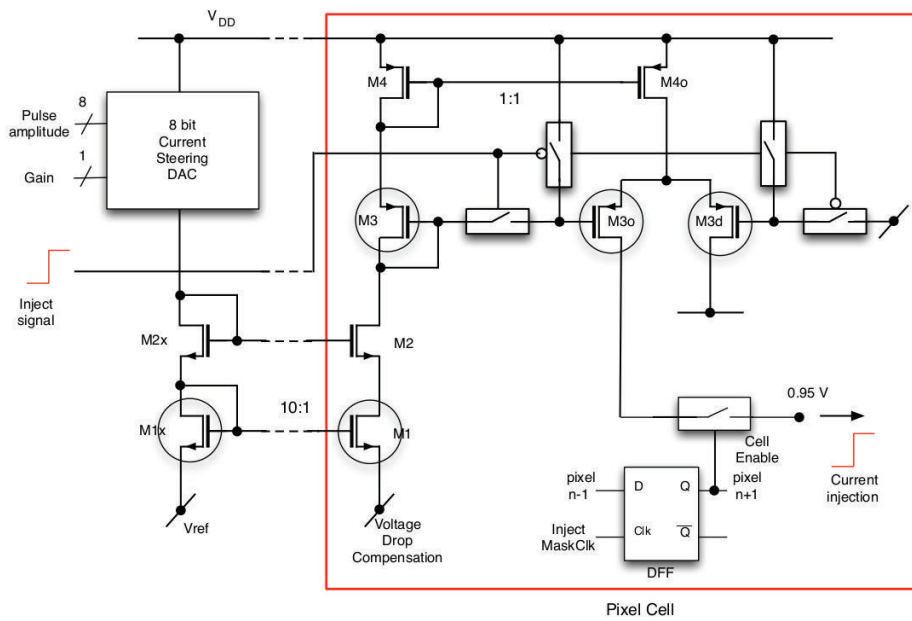 VDD
M4
1:1
M4o
8
Pulse
amplitude
8 bit
Current
Steering
DAC
1
Gain
M3
M3o
M3d
Inject
signal
M2x
M2
10:1
M1x
M1
0.95 V
Cell
Enable
Current
injection
pixel
n-1
D
Q
pixel
n+1
Inject
MaskClk
Clk
Q
DFF
Vref
Voltage
Drop
Compensation
Pixel Cell